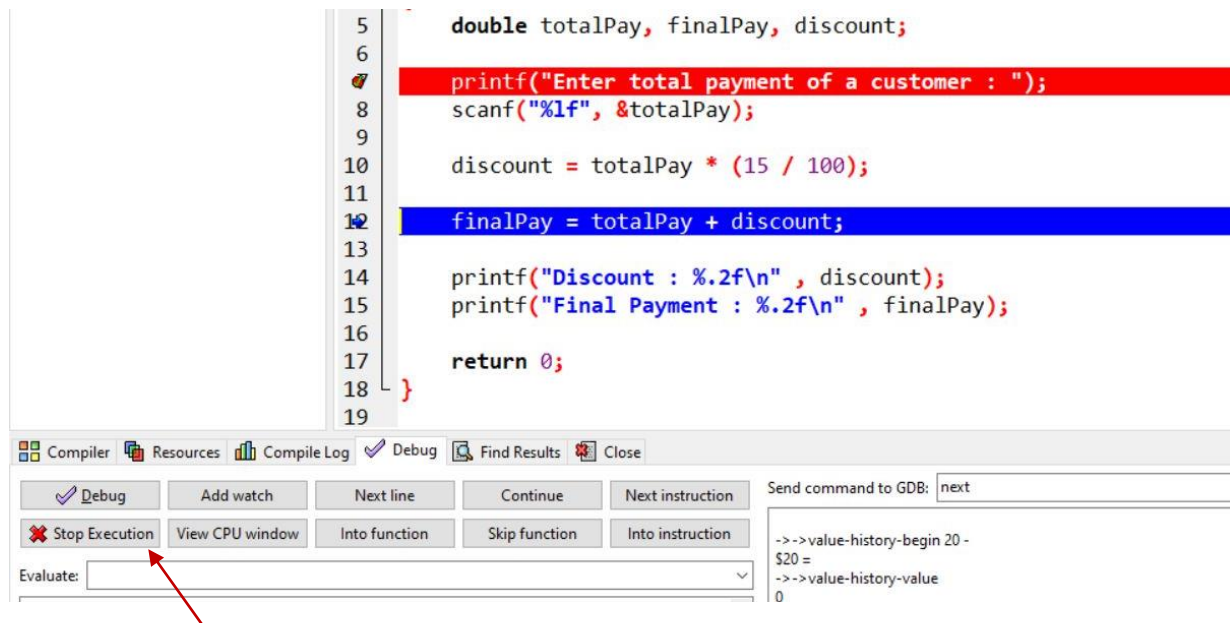 5 double totalPay, finalPay, discount;
6
7 printf("Enter total payment of a customer : ");
8 scanf("%lf", &totalPay);
9
10 discount = totalPay * (15 / 100);
11
12 finalPay = totalPay + discount;
13
14 printf("Discount : %.2f\n" , discount);
15 printf("Final Payment : %.2f\n" , finalPay);
16
17 return 0;
18 }
19
Compiler Resources Compile Log Debug Find Results Close
Debug Add watch Next line Continue Next instruction Send command to GDB: next
Stop Execution View CPU window Into function Skip function Into instruction
->->value-history-begin 20 -
$20 =
Evaluate: ->->value-history-value
0